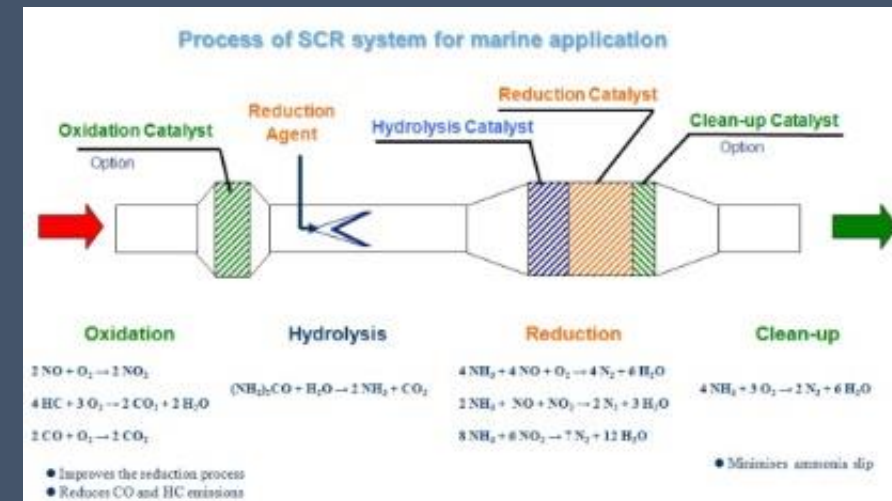 Process of SCR system for marine application
Oxidation Catalyst
Option
Reduction
Agent
Hydrolysis Catalyst
Reduction Catalyst
Clean-up Catalyst
Option
Oxidation
2 NO + O₂ → 2 NO₂
4 HC + 3 O₂ → 2 CO₂ + 2 H₂O
2 CO + O₂ → 2 CO₂
● Improves the reduction process
● Reduces CO and HC emissions
Hydrolysis
(NH₂)₂CO + H₂O → 2 NH₃ + CO₂
Reduction
4 NH₃ + 4 NO + O₂ → 4 N₂ + 6 H₂O
2 NH₃ + NO + NO₂ → 2 N₂ + 3 H₂O
8 NH₃ + 6 NO₂ → 7 N₂ + 12 H₂O
Clean-up
4 NH₃ + 3 O₂ → 2 N₂ + 6 H₂O
● Minimises ammonia slip